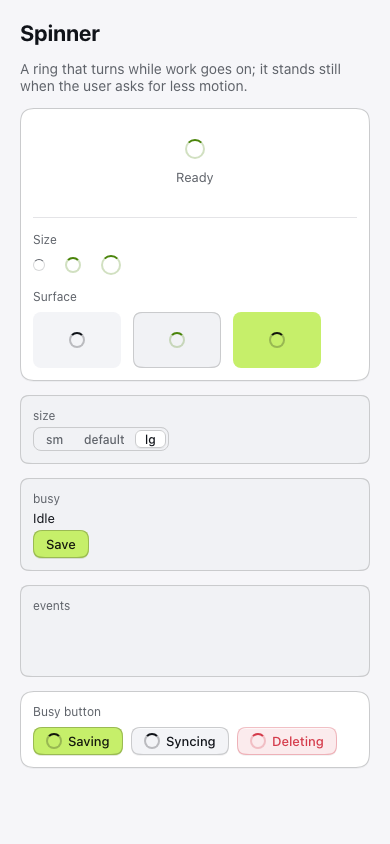 Spinner
A ring that turns while work goes on; it stands still
when the user asks for less motion.
Ready
Size
Surface
size
sm default lg
busy
Idle
Save
events
Busy button
Saving Syncing Deleting